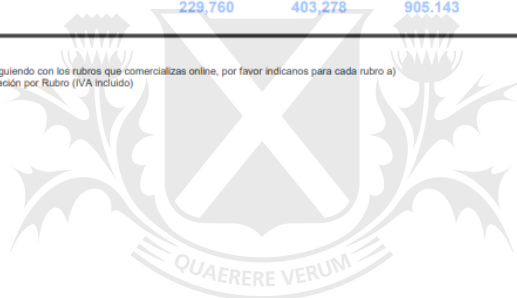 229,760 403,278 905.143
guiendo con los rubros que comercializas online, por favor indicanos para cada rubro a)
ación por Rubro (IVA incluido)
QUAERERE VERUM